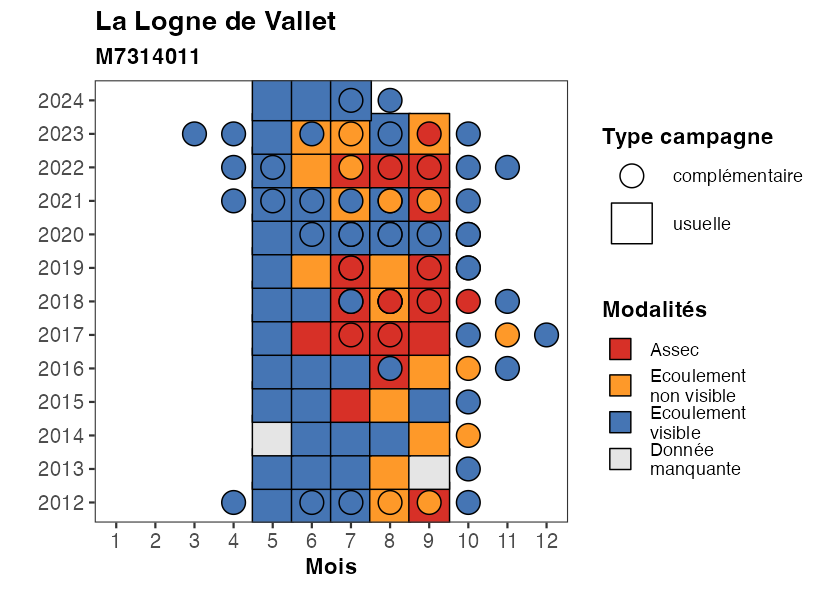 La Logne de Vallet
M7314011
2024
2023
2022
2021
2020
2019
2018
2017
2016
2015
2014
2013
2012
1 2 3 4 5 6 7 8 9 10 11 12
Mois
Type campagne
complémentaire
usuelle
Modalités
Assec
Ecoulement
non visible
Ecoulement
visible
Donnée
manquante